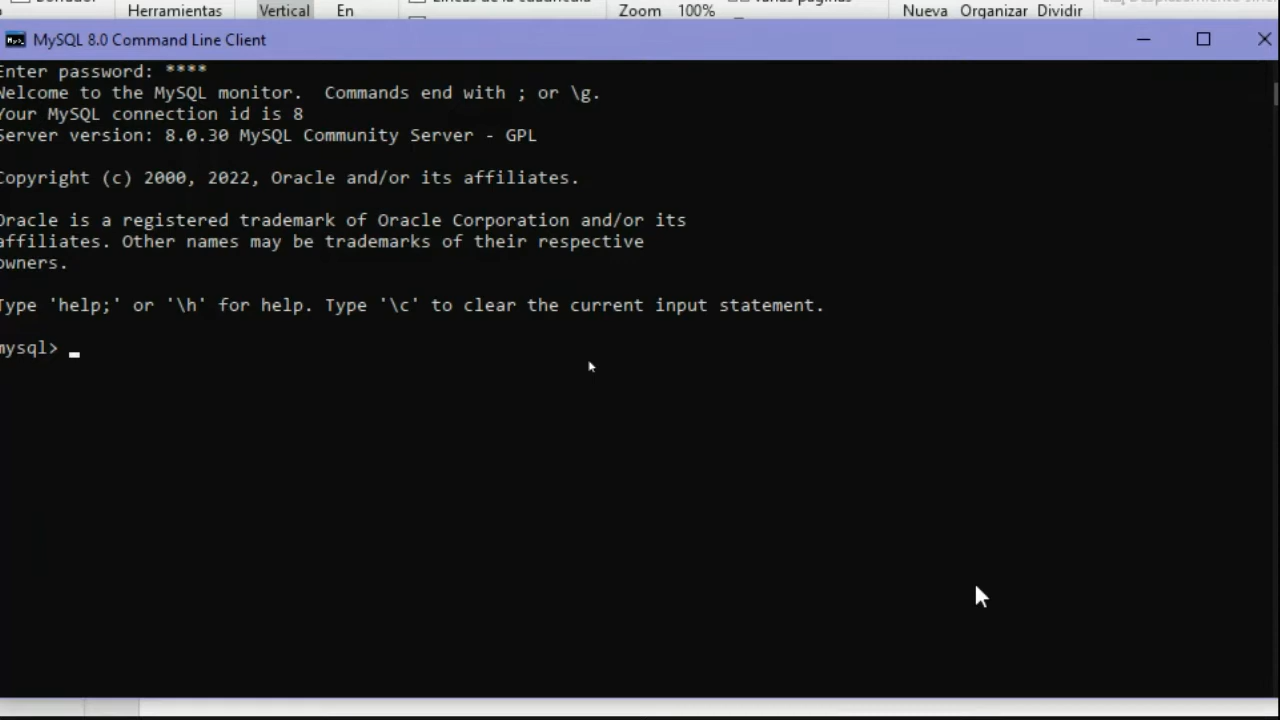 Herramientas Vertical En Zoom 100% Nueva Organizar Dividir
MySQL 8.0 Command Line Client
Enter password: ****
Welcome to the MySQL monitor.  Commands end with ; or \g.
Your MySQL connection id is 8
Server version: 8.0.30 MySQL Community Server - GPL
Copyright (c) 2000, 2022, Oracle and/or its affiliates.
Oracle is a registered trademark of Oracle Corporation and/or its
affiliates. Other names may be trademarks of their respective
owners.
Type 'help;' or '\h' for help. Type '\c' to clear the current input statement.
mysql>